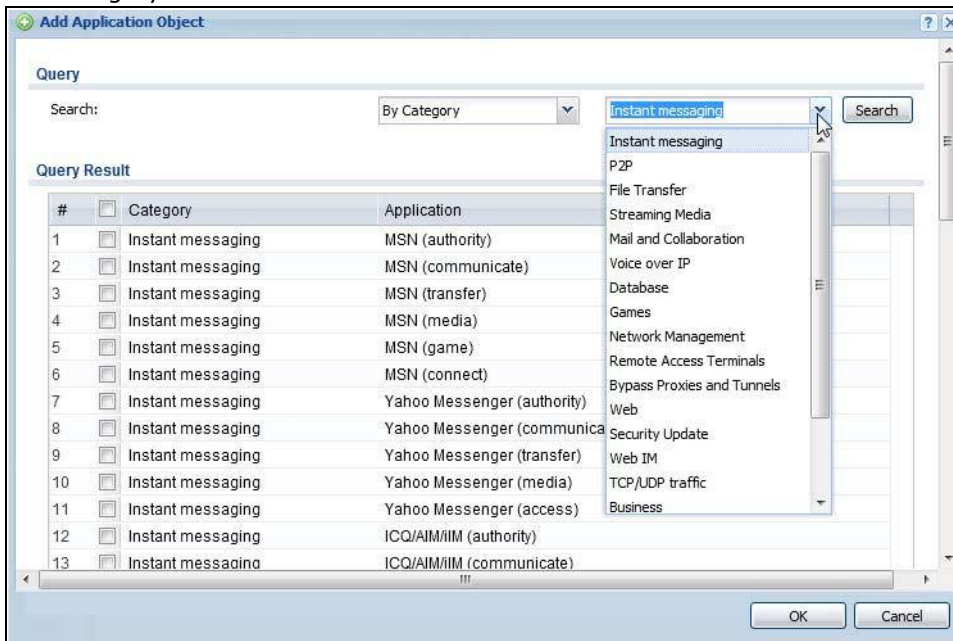 Add Application Object
Query
Search: By Category Instant messaging Search
Instant messaging
P2P
File Transfer
Streaming Media
Mail and Collaboration
Voice over IP
Database
Games
Network Management
Remote Access Terminals
Bypass Proxies and Tunnels
Web
Security Update
Web IM
TCP/UDP traffic
Business
Query Result
# Category Application
1 Instant messaging MSN (authority)
2 Instant messaging MSN (communicate)
3 Instant messaging MSN (transfer)
4 Instant messaging MSN (media)
5 Instant messaging MSN (game)
6 Instant messaging MSN (connect)
7 Instant messaging Yahoo Messenger (authority)
8 Instant messaging Yahoo Messenger (communica
9 Instant messaging Yahoo Messenger (transfer)
10 Instant messaging Yahoo Messenger (media)
11 Instant messaging Yahoo Messenger (access)
12 Instant messaging ICQ/AIM/iIM (authority)
13 Instant messaging ICQ/AIM/iIM (communicate)
OK Cancel